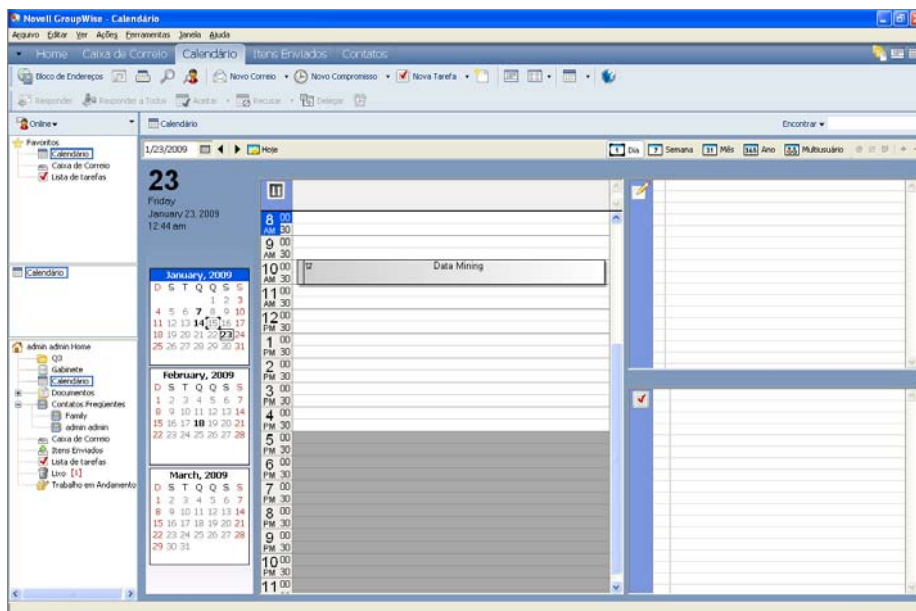 Novell GroupWise - Calendário
Arquivo Editar Ver Ações Ferramentas Janela Ajuda
Home Caixa de Correio Calendário Itens Enviados Contatos
Bloco de Endereços Novo Correio Novo Compromisso Nova Tarefa
Responder Responder a Todos Aceitar Recusar Delegar
Online Calendário Encontrar
Favoritos
Calendário
Caixa de Correio
Lista de tarefas
1/23/2009 Hoje 1 Dia 7 Semana 31 Mês 365 Ano Multiusuário
23
Friday
January 23, 2009
12:44 am
Calendário
January, 2009
D S T Q Q S S
1 2 3
4 5 6 7 8 9 10
11 12 13 14 15 16 17
18 19 20 21 22 23 24
25 26 27 28 29 30 31
February, 2009
D S T Q Q S S
1 2 3 4 5 6 7
8 9 10 11 12 13 14
15 16 17 18 19 20 21
22 23 24 25 26 27 28
March, 2009
D S T Q Q S S
1 2 3 4 5 6 7
8 9 10 11 12 13 14
15 16 17 18 19 20 21
22 23 24 25 26 27 28
29 30 31
admin admin Home
Q3
Gabinete
Calendário
Documentos
Contatos Freqüentes
Family
admin admin
Caixa de Correio
Itens Enviados
Lista de tarefas
Lixo [1]
Trabalho em Andamento
8 00
AM 30
9 00
AM 30
10 00 Data Mining
AM 30
11 00
AM 30
12 00
PM 30
1 00
PM 30
2 00
PM 30
3 00
PM 30
4 00
PM 30
5 00
PM 30
6 00
PM 30
7 00
PM 30
8 00
PM 30
9 00
PM 30
10 00
PM 30
11 00